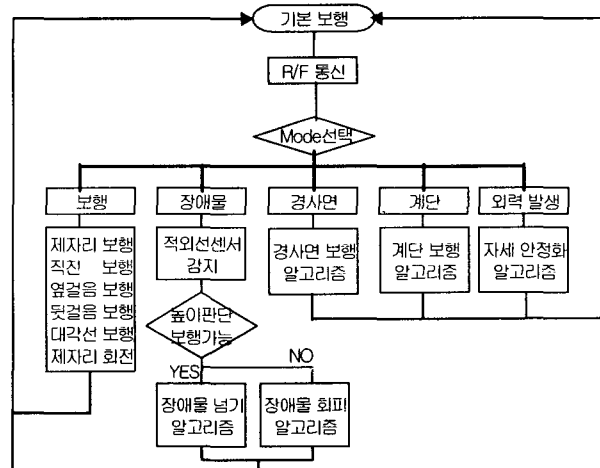 기본 보행
R/F 통신
Mode선택
보행
장애물
경사면
계단
외력 발생
제자리 보행
직진 보행
옆걸음 보행
뒷걸음 보행
대각선 보행
제자리 회전
적외선센서
감지
경사면 보행
알고리즘
계단 보행
알고리즘
자세 안정화
알고리즘
높이판단
보행가능
YES
NO
장애물 넘기
알고리즘
장애물 회피
알고리즘